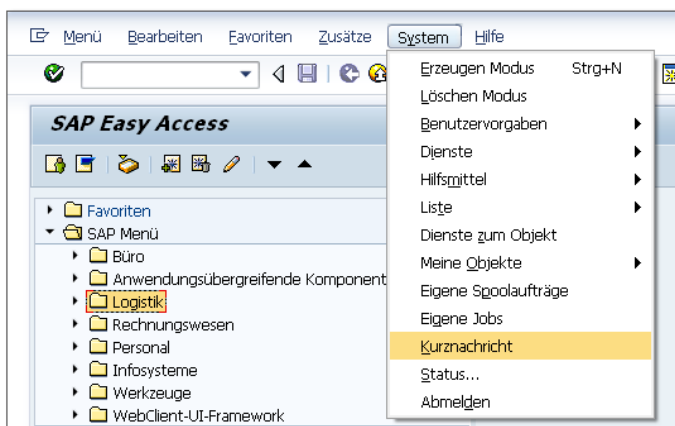 Menü Bearbeiten Favoriten Zusätze System Hilfe
Erzeugen Modus Strg+N
Löschen Modus
Benutzervorgaben
Dienste
Hilfsmittel
Liste
Dienste zum Objekt
Meine Objekte
Eigene Spoolaufträge
Eigene Jobs
Kurznachricht
Status...
Abmelden
SAP Easy Access
Favoriten
SAP Menü
Büro
Anwendungsübergreifende Komponent
Logistik
Rechnungswesen
Personal
Infosysteme
Werkzeuge
WebClient-UI-Framework